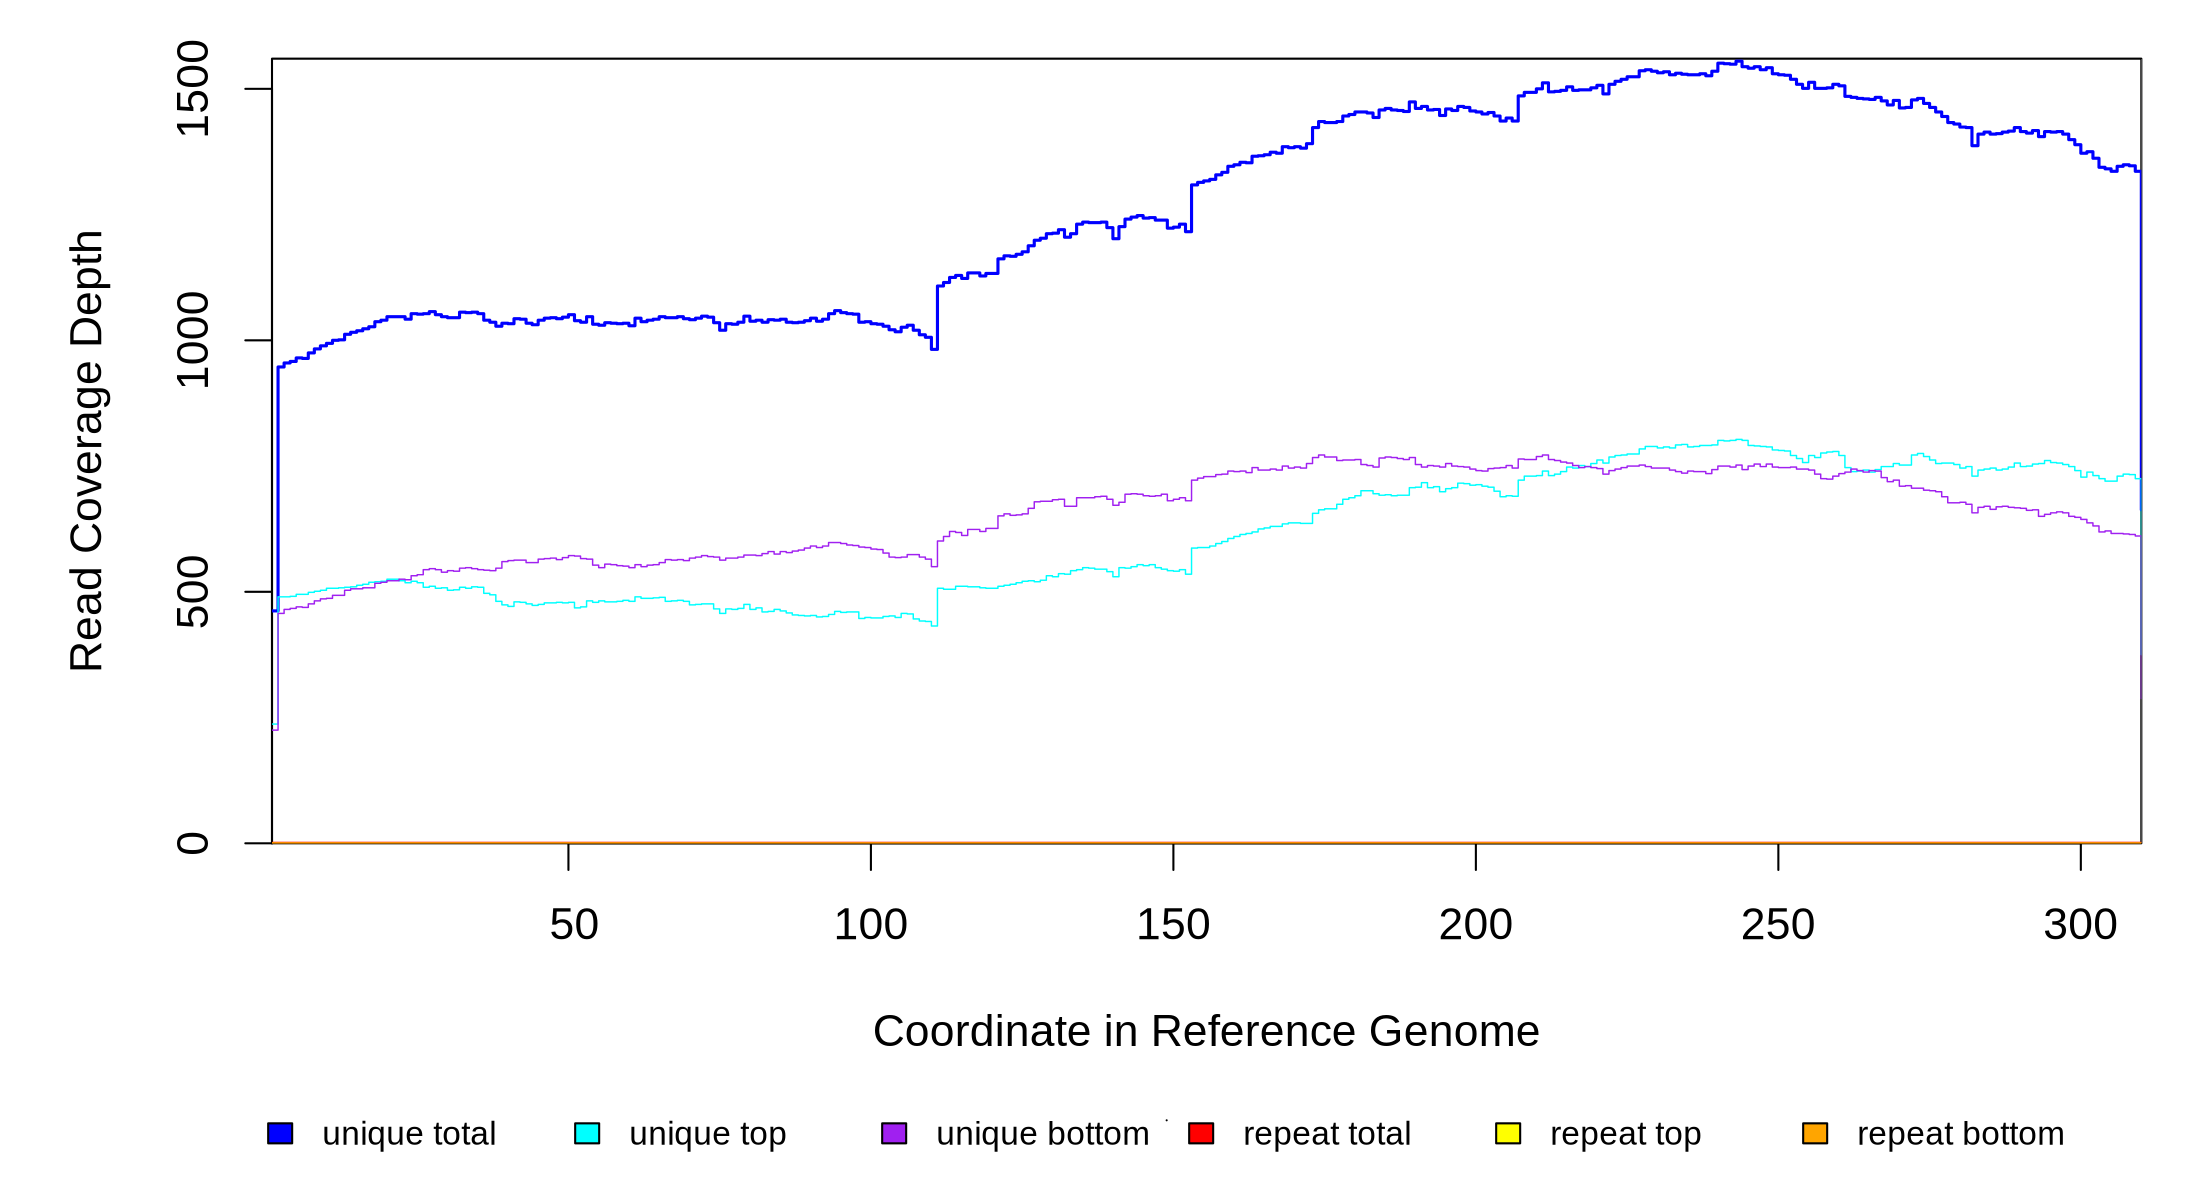 1500
1000
500
0
Read Coverage Depth
50 100 150 200 250 300
Coordinate in Reference Genome
unique total unique top unique bottom repeat total repeat top repeat bottom